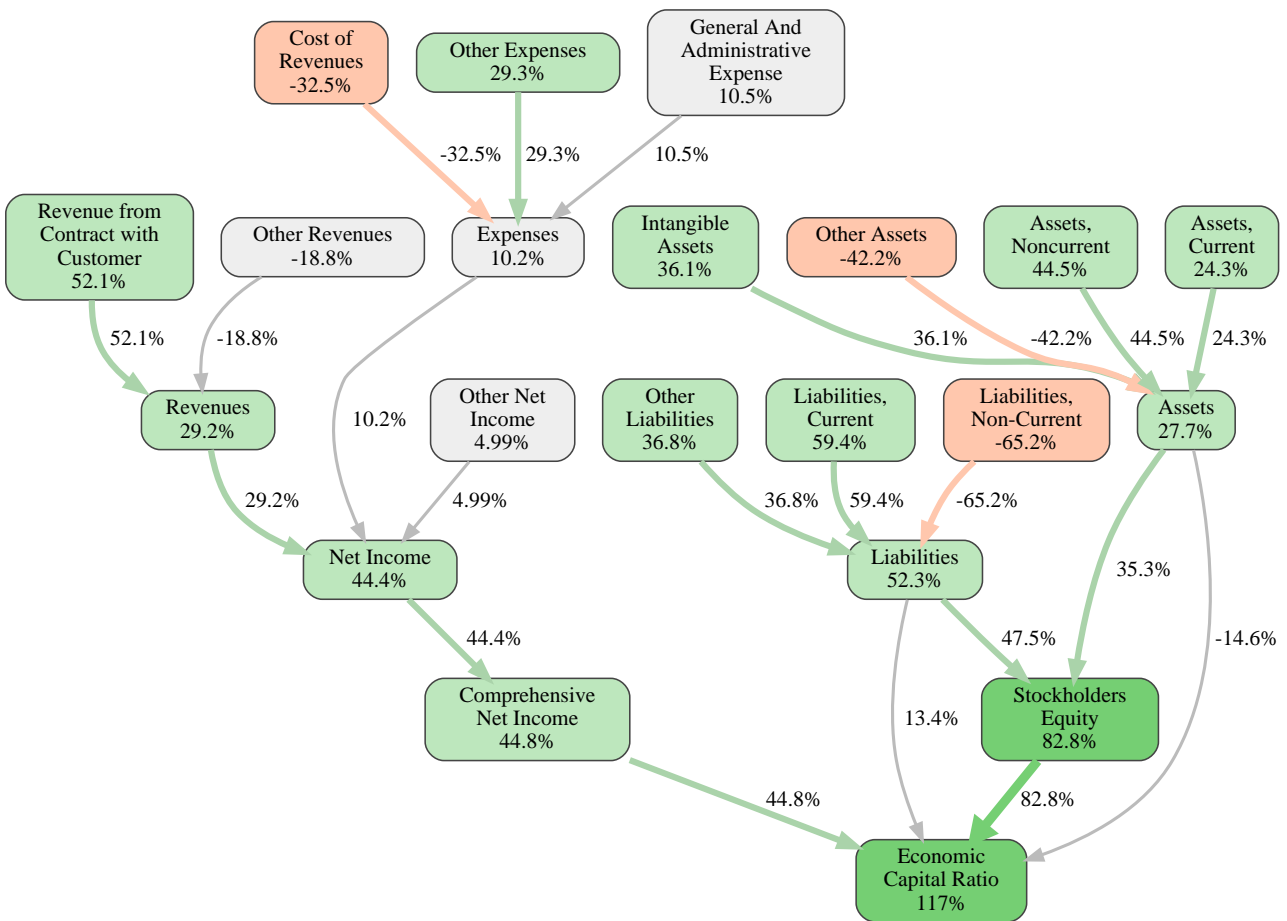 Cost of
Revenues
-32.5%
Other Expenses
29.3%
General And
Administrative
Expense
10.5%
-32.5%
29.3%
10.5%
Revenue from
Contract with
Customer
52.1%
Other Revenues
-18.8%
Expenses
10.2%
Intangible
Assets
36.1%
Other Assets
-42.2%
Assets,
Noncurrent
44.5%
Assets,
Current
24.3%
52.1%
-18.8%
36.1%
-42.2%
44.5%
24.3%
Revenues
29.2%
10.2%
Other Net
Income
4.99%
Other
Liabilities
36.8%
Liabilities,
Current
59.4%
Liabilities,
Non-Current
-65.2%
Assets
27.7%
29.2%
4.99%
36.8%
59.4%
-65.2%
Net Income
44.4%
Liabilities
52.3%
35.3%
44.4%
47.5%
-14.6%
Comprehensive
Net Income
44.8%
13.4%
Stockholders
Equity
82.8%
44.8%
82.8%
Economic
Capital Ratio
117%